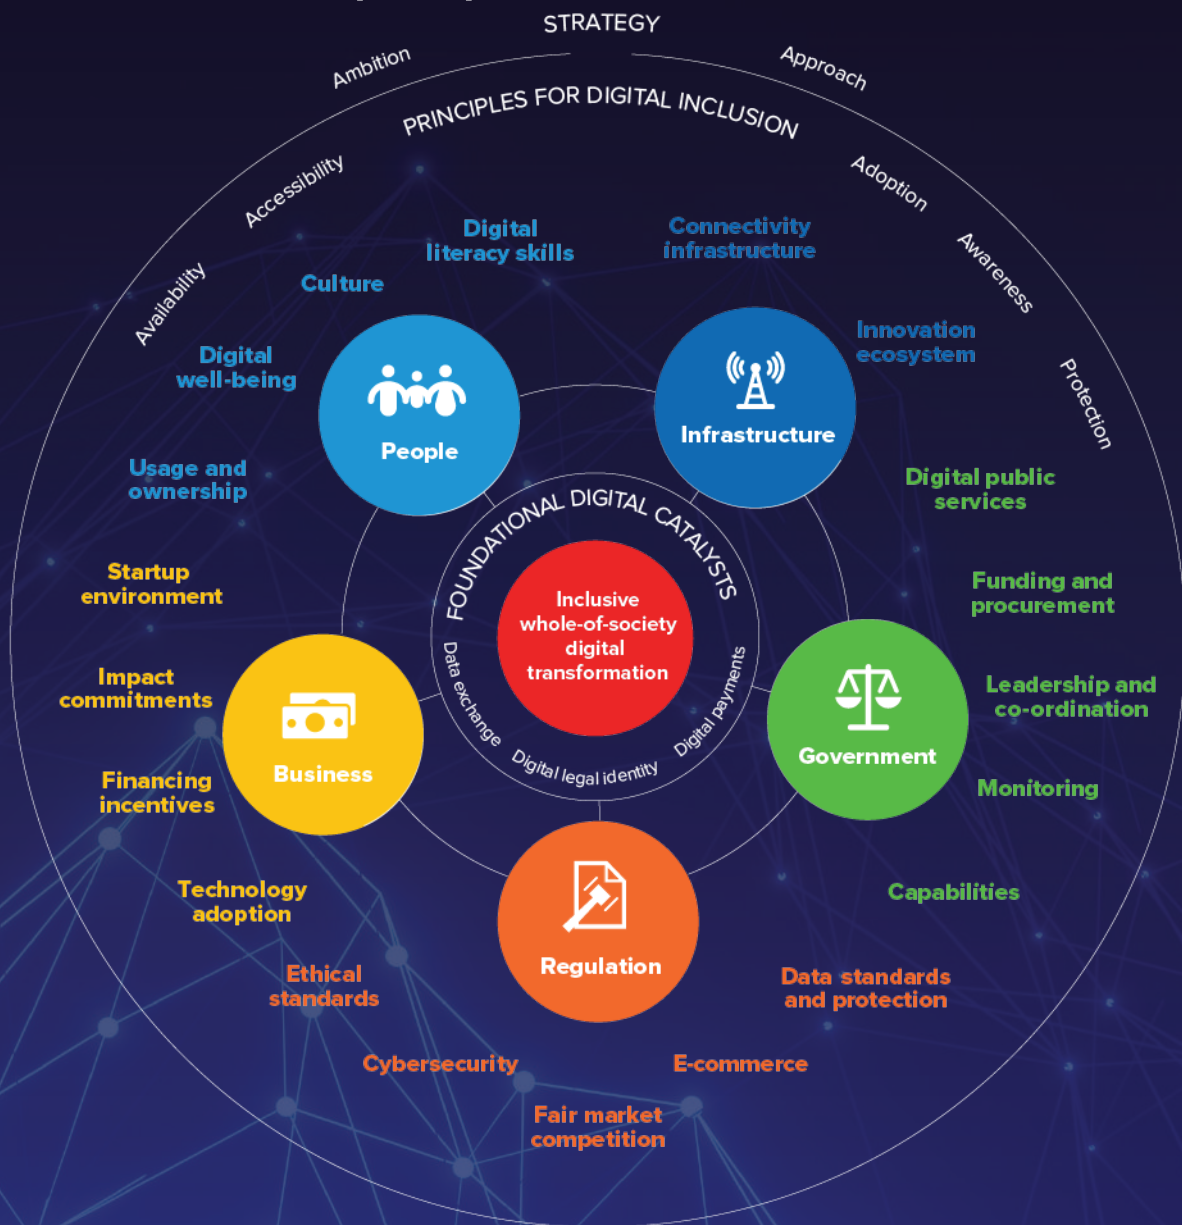 STRATEGY
Ambition
Approach
PRINCIPLES FOR DIGITAL INCLUSION
Availability
Accessibility
Adoption
Awareness
Protection
Digital
literacy skills
Culture
Digital
well-being
Usage and
ownership
People
Connectivity
infrastructure
Innovation
ecosystem
Infrastructure
Digital public
services
Funding and
procurement
Leadership and
co-ordination
Monitoring
Capabilities
Government
FOUNDATIONAL DIGITAL CATALYSTS
Inclusive
whole-of-society
digital
transformation
Data exchange
Digital legal identity
Digital payments
Startup
environment
Impact
commitments
Financing
incentives
Technology
adoption
Business
Regulation
Ethical
standards
Cybersecurity
Fair market
competition
E-commerce
Data standards
and protection